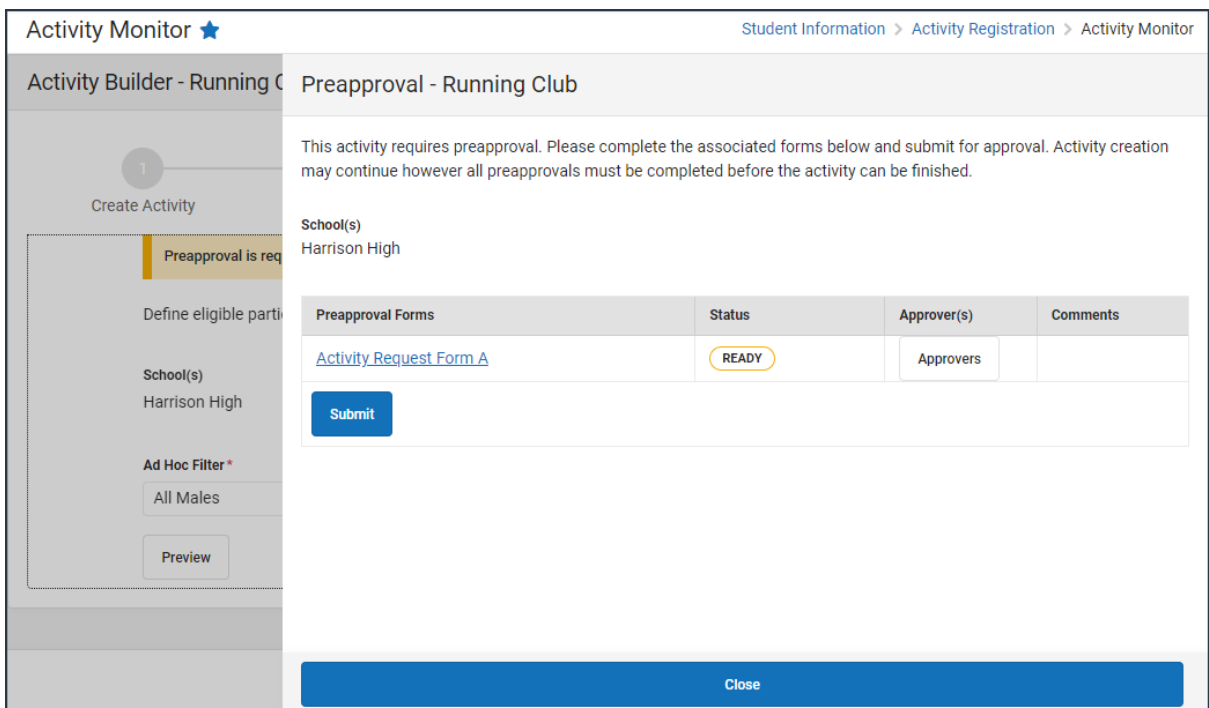 Activity Monitor
Student Information > Activity Registration > Activity Monitor
Activity Builder - Running
1
Create Activity
Preapproval is req
Define eligible parti
School(s)
Harrison High
Ad Hoc Filter*
All Males
Preview
Preapproval - Running Club
This activity requires preapproval. Please complete the associated forms below and submit for approval. Activity creation
may continue however all preapprovals must be completed before the activity can be finished.
School(s)
Harrison High
Preapproval Forms Status Approver(s) Comments
Activity Request Form A READY Approvers
Submit
Close